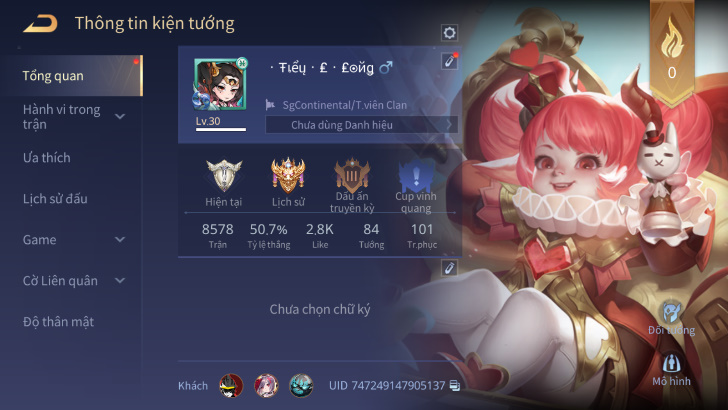 Thông tin kiện tướng
0
Tổng quan
Hành vi trong
trận
Ưa thích
Lịch sử đấu
Game
Cờ Liên quân
Độ thân mật
Lv.30
SgContinental/T.viên Clan
Chưa dùng Danh hiệu
Hiện tại
Lịch sử
Dấu ấn
truyền kỳ
Cúp vinh
quang
8578
50.7%
2.8K
84
101
Trận
Tỷ lệ thắng
Like
Tướng
Tr.phục
Chưa chọn chữ ký
Đổi tướng
Mô hình
Khách
UID 747249147905137